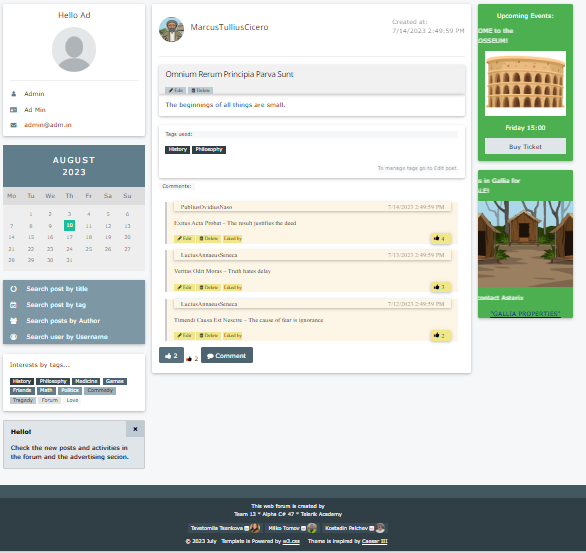 Hello Ad
Admin
Ad Min
admin@adm.in
AUGUST
2023
Mo Tu We Th Fr Sa Su
1 2 3 4 5 6
7 8 9 10 11 12 13
14 15 16 17 18 19 20
21 22 23 24 25 26 27
28 29 30 31
Search post by title
Search post by tag
Search posts by Author
Search user by Username
Interests by tags...
History Philosophy Medicine Games
Friends Math Politics Commedy
Tragedy Forum Love
Hello!
×
Check the new posts and activities in
the forum and the advertising secion.
MarcusTulliusCicero
Created at:
7/14/2023 2:49:59 PM
Omnium Rerum Principia Parva Sunt
Edit Delete
The beginnings of all things are small.
Tags used:
History Philosophy
To manage tags go to Edit post.
Comments:
PubliusOvidiusNaso 7/14/2023 2:49:59 PM
Exitus Acta Probat – The result justifies the deed
Edit Delete Liked by 4
LuciusAnnaeusSeneca 7/13/2023 2:49:59 PM
Veritas Odit Moras – Truth hates delay
Edit Delete Liked by 3
LuciusAnnaeusSeneca 7/12/2023 2:49:59 PM
Timendi Causa Est Nescire – The cause of fear is ignorance
Edit Delete Liked by 2
2 2 Comment
Upcoming Events:
OME to the
OSSEUM!
Friday 15:00
Buy Ticket
s in Gallia for
ALE!
contact Asterix
"GALLIA PROPERTIES"
This web forum is created by
Team 13 * Alpha C# 47 * Telerik Academy
Tsvetomila Tsenkova Milko Tomov Kostadin Palchev
© 2023 July Template is Powered by w3.css Theme is inspired by Caesar III